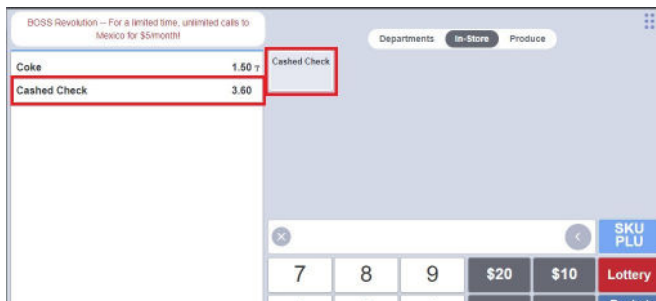 BOSS Revolution -- For a limited time, unlimited calls to
Mexico for $5/month!
Departments In-Store Produce
Coke 1.50 T
Cashed Check 3.60
Cashed Check
SKU
PLU
7 8 9 $20 $10 Lottery